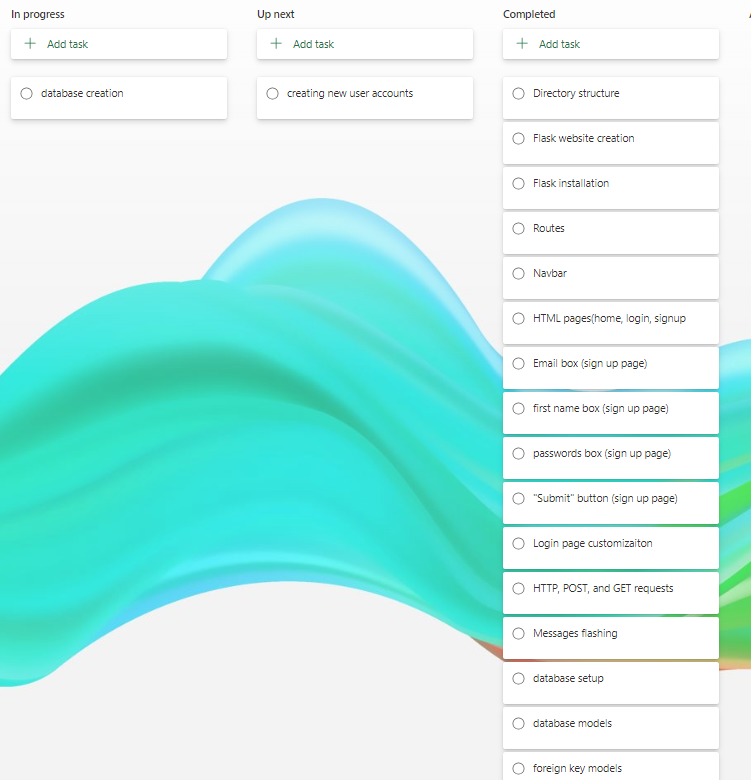 In progress
Add task
database creation
Up next
Add task
creating new user accounts
Completed
Add task
Directory structure
Flask website creation
Flask installation
Routes
Navbar
HTML pages(home, login, signup
Email box (sign up page)
first name box (sign up page)
passwords box (sign up page)
"Submit" button (sign up page)
Login page customizaiton
HTTP, POST, and GET requests
Messages flashing
database setup
database models
foreign key models